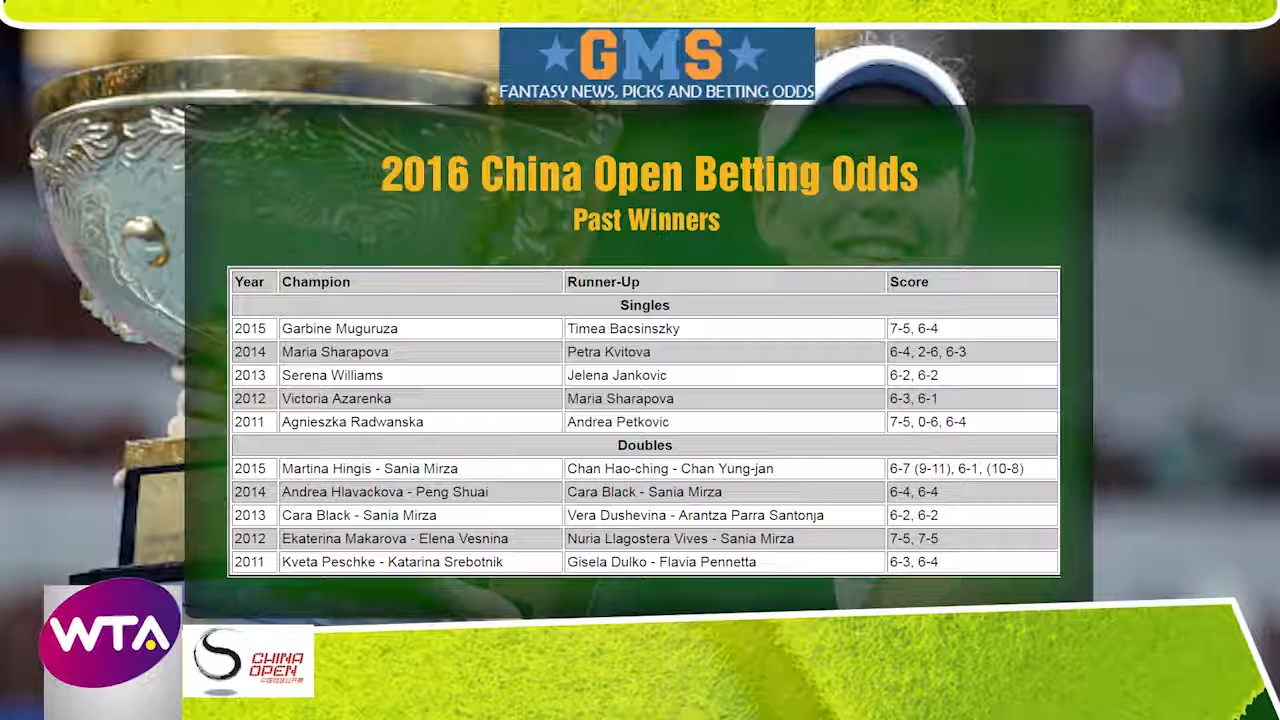 GMS
FANTASY NEWS, PICKS AND BETTING ODDS
2016 China Open Betting Odds
Past Winners
Year Champion Runner-Up Score
Singles
2015 Garbine Muguruza Timea Bacsinszky 7-5, 6-4
2014 Maria Sharapova Petra Kvitova 6-4, 2-6, 6-3
2013 Serena Williams Jelena Jankovic 6-2, 6-2
2012 Victoria Azarenka Maria Sharapova 6-3, 6-1
2011 Agnieszka Radwanska Andrea Petkovic 7-5, 0-6, 6-4
Doubles
2015 Martina Hingis - Sania Mirza Chan Hao-ching - Chan Yung-jan 6-7 (9-11), 6-1, (10-8)
2014 Andrea Hlavackova - Peng Shuai Cara Black - Sania Mirza 6-4, 6-4
2013 Cara Black - Sania Mirza Vera Dushevina - Arantza Parra Santonja 6-2, 6-2
2012 Ekaterina Makarova - Elena Vesnina Nuria Llagostera Vives - Sania Mirza 7-5, 7-5
2011 Kveta Peschke - Katarina Srebotnik Gisela Dulko - Flavia Pennetta 6-3, 6-4
WTA
CHINA
OPEN